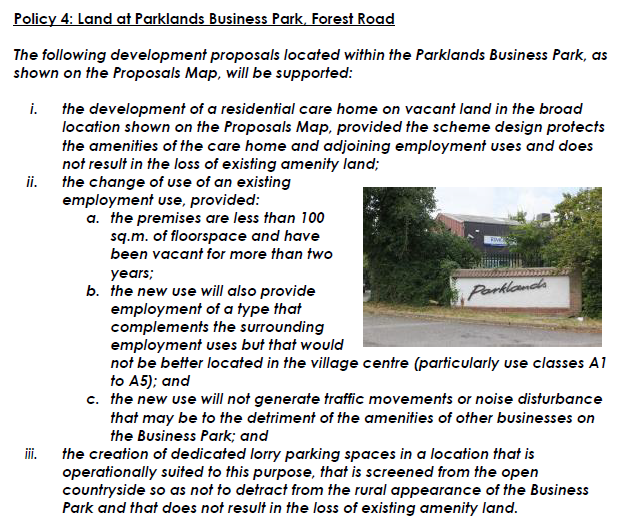 Policy 4: Land at Parklands Business Park, Forest Road
The following development proposals located within the Parklands Business Park, as
shown on the Proposals Map, will be supported:
i. the development of a residential care home on vacant land in the broad
location shown on the Proposals Map, provided the scheme design protects
the amenities of the care home and adjoining employment uses and does
not result in the loss of existing amenity land;
ii. the change of use of an existing
employment use, provided:
a. the premises are less than 100
sq.m. of floorspace and have
been vacant for more than two
years;
b. the new use will also provide
employment of a type that
complements the surrounding
employment uses but that would
not be better located in the village centre (particularly use classes A1
to A5); and
c. the new use will not generate traffic movements or noise disturbance
that may be to the detriment of the amenities of other businesses on
the Business Park; and
iii. the creation of dedicated lorry parking spaces in a location that is
operationally suited to this purpose, that is screened from the open
countryside so as not to detract from the rural appearance of the Business
Park and that does not result in the loss of existing amenity land.
Parklands